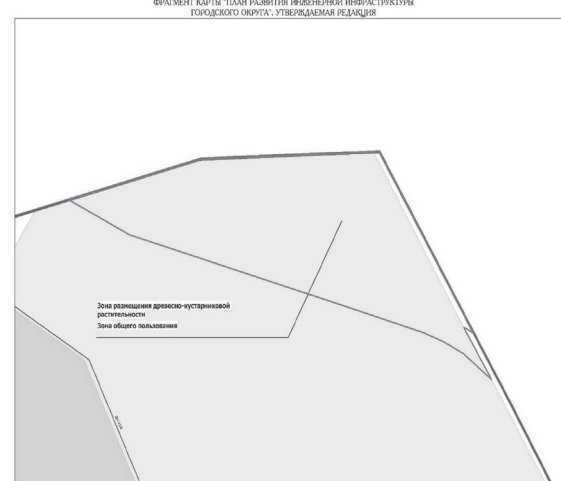 ФРАГМЕНТ КАРТЫ "ПЛАН РАЗВИТИЯ ИНЖЕНЕРНОЙ ИНФРАСТРУКТУРЫ
ГОРОДСКОГО ОКРУГА". УТВЕРЖДАЕМАЯ РЕДАКЦИЯ
Зона размещения древесно-кустарниковой
растительности
Зона общего пользования